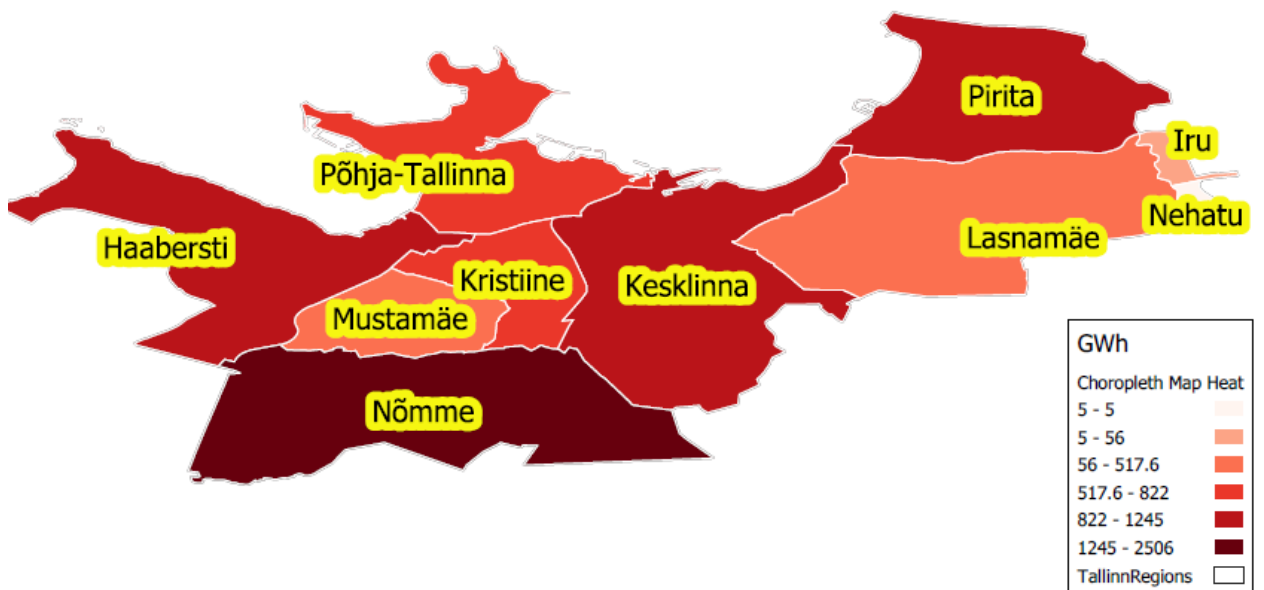 Pirita
Iru
Põhja-Tallinna
Nehatu
Haabersti
Lasnamäe
Kristiine
Kesklinna
Mustamäe
Nõmme
GWh
Choropleth Map Heat
5 - 5
5 - 56
56 - 517.6
517.6 - 822
822 - 1245
1245 - 2506
TallinnRegions